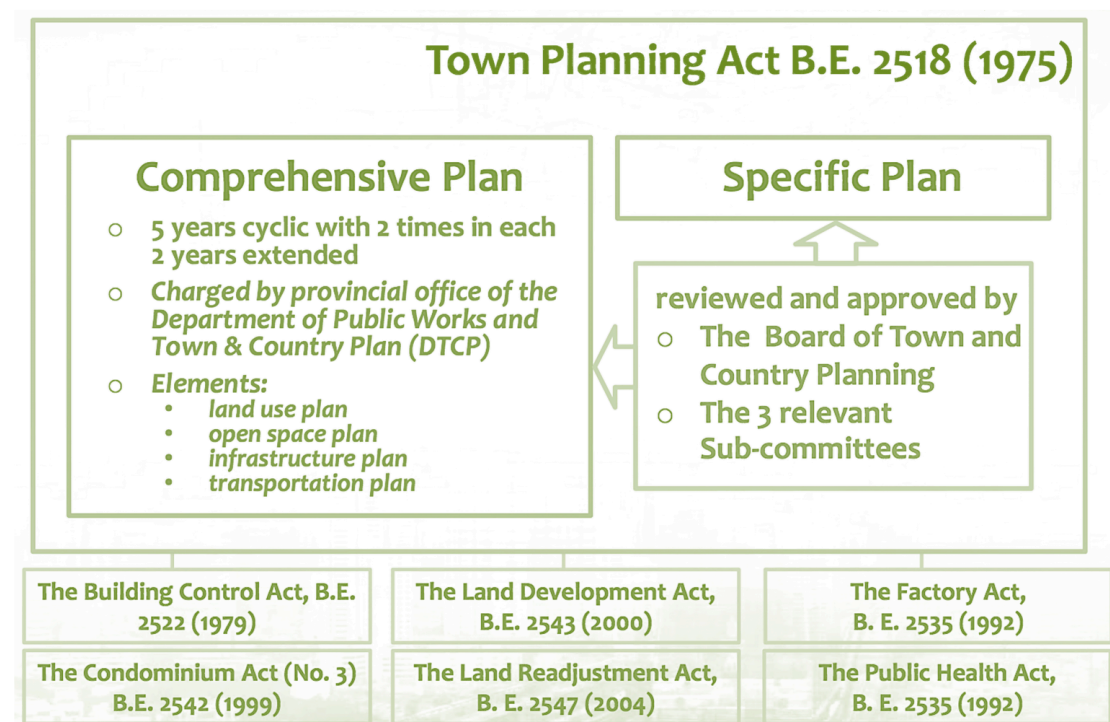 Town Planning Act B.E. 2518 (1975)
Comprehensive Plan
○ 5 years cyclic with 2 times in each
2 years extended
○ Charged by provincial office of the
Department of Public Works and
Town & Country Plan (DTCP)
○ Elements:
• land use plan
• open space plan
• infrastructure plan
• transportation plan
Specific Plan
reviewed and approved by
○ The Board of Town and
Country Planning
○ The 3 relevant
Sub-committees
The Building Control Act, B.E.
2522 (1979)
The Land Development Act,
B.E. 2543 (2000)
The Factory Act,
B. E. 2535 (1992)
The Condominium Act (No. 3)
B.E. 2542 (1999)
The Land Readjustment Act,
B. E. 2547 (2004)
The Public Health Act,
B. E. 2535 (1992)